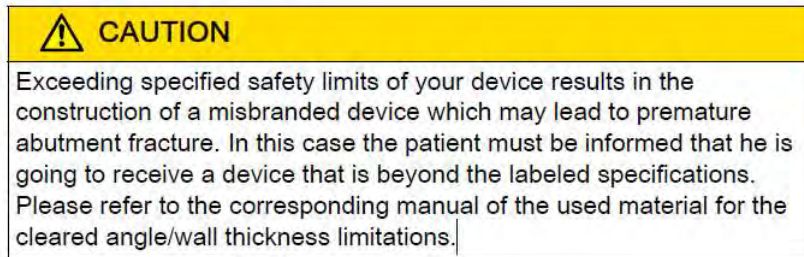 CAUTION
Exceeding specified safety limits of your device results in the
construction of a misbranded device which may lead to premature
abutment fracture. In this case the patient must be informed that he is
going to receive a device that is beyond the labeled specifications.
Please refer to the corresponding manual of the used material for the
cleared angle/wall thickness limitations.